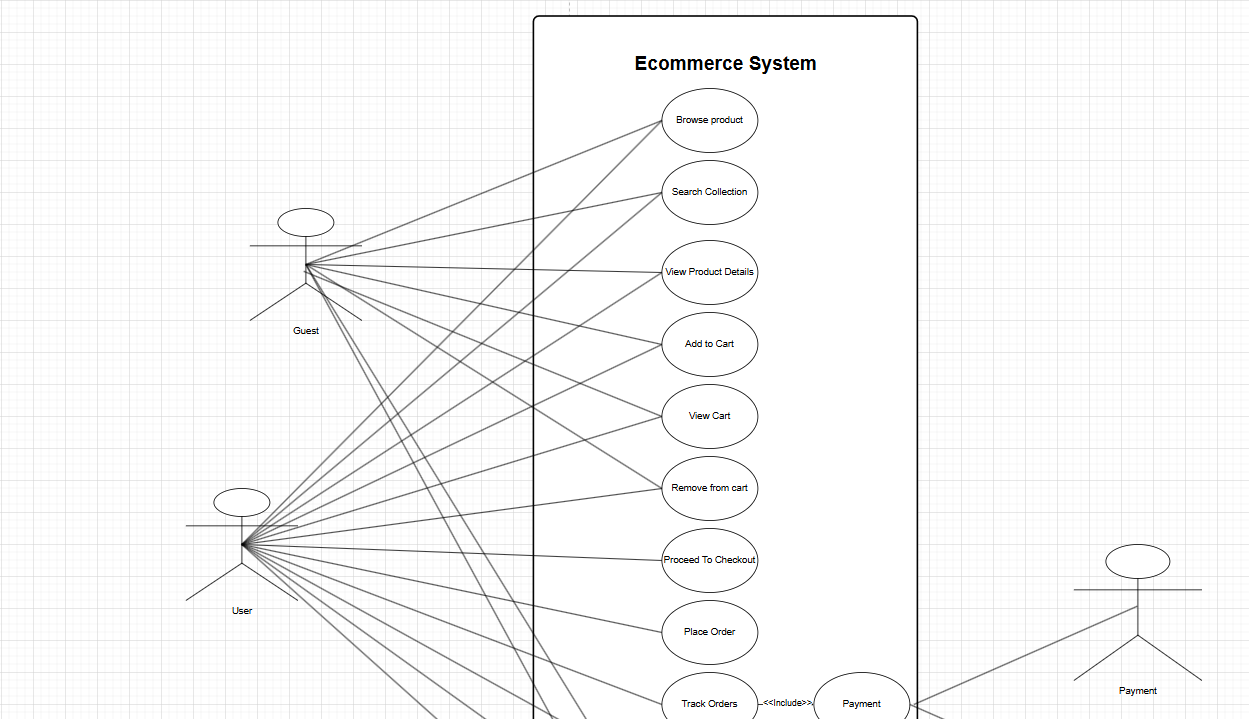 Ecommerce System
Browse product
Search Collection
View Product Details
Guest
Add to Cart
View Cart
Remove from cart
Proceed To Checkout
User
Place Order
Payment
Track Orders
<<Include>>
Payment